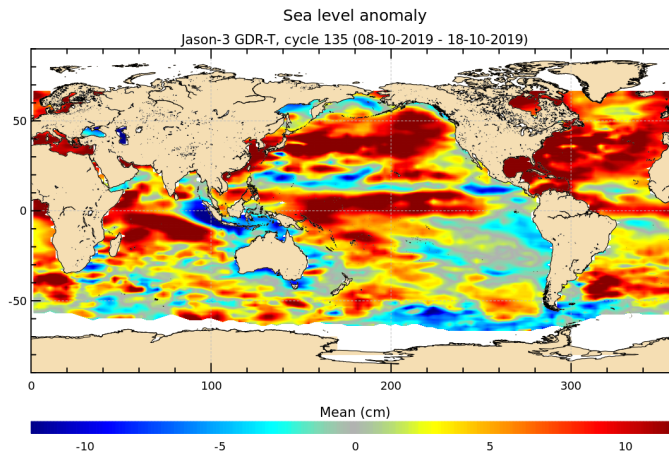 Sea level anomaly
Jason-3 GDR-T, cycle 135 (08-10-2019 - 18-10-2019)
50
0
-50
0 100 200 300
Mean (cm)
-10 -5 0 5 10